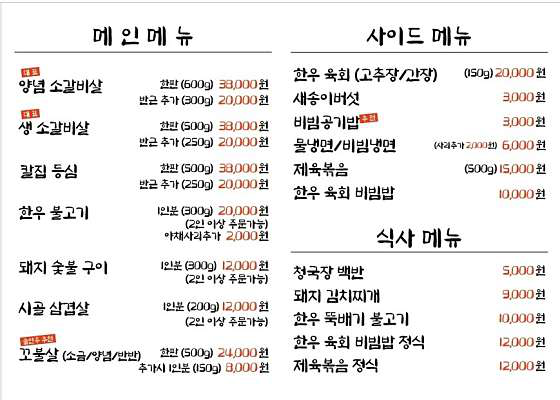 메인메뉴
대표
양념 소갈비살 한판 (600g) 38,000원
반근 추가 (300g) 20,000원
대표
생 소갈비살 한판 (500g) 38,000원
반근 추가 (250g) 20,000원
칼집 등심 한판 (500g) 38,000원
반근 추가 (250g) 20,000원
한우 불고기 1인분 (300g) 20,000원
(2인 이상 주문가능)
야채사리추가 2,000원
돼지 숯불 구이 1인분 (300g) 12,000원
(2인 이상 주문가능)
시골 삼겹살 1인분 (200g) 12,000원
(2인 이상 주문가능)
추천
꼬불살 (소금/양념/반반) 한판 (500g) 24,000원
추가시 1인분 (150g) 8,000원
사이드 메뉴
한우 육회 (고추장/간장) (150g) 20,000원
새송이버섯 3,000원
비빔공기밥 추천 3,000원
물냉면/비빔냉면 (사리추가 2,000원) 6,000원
제육볶음 (500g) 15,000원
한우 육회 비빔밥 10,000원
식사 메뉴
청국장 백반 5,000원
돼지 김치찌개 9,000원
한우 뚝배기 불고기 10,000원
한우 육회 비빔밥 정식 12,000원
제육볶음 정식 12,000원